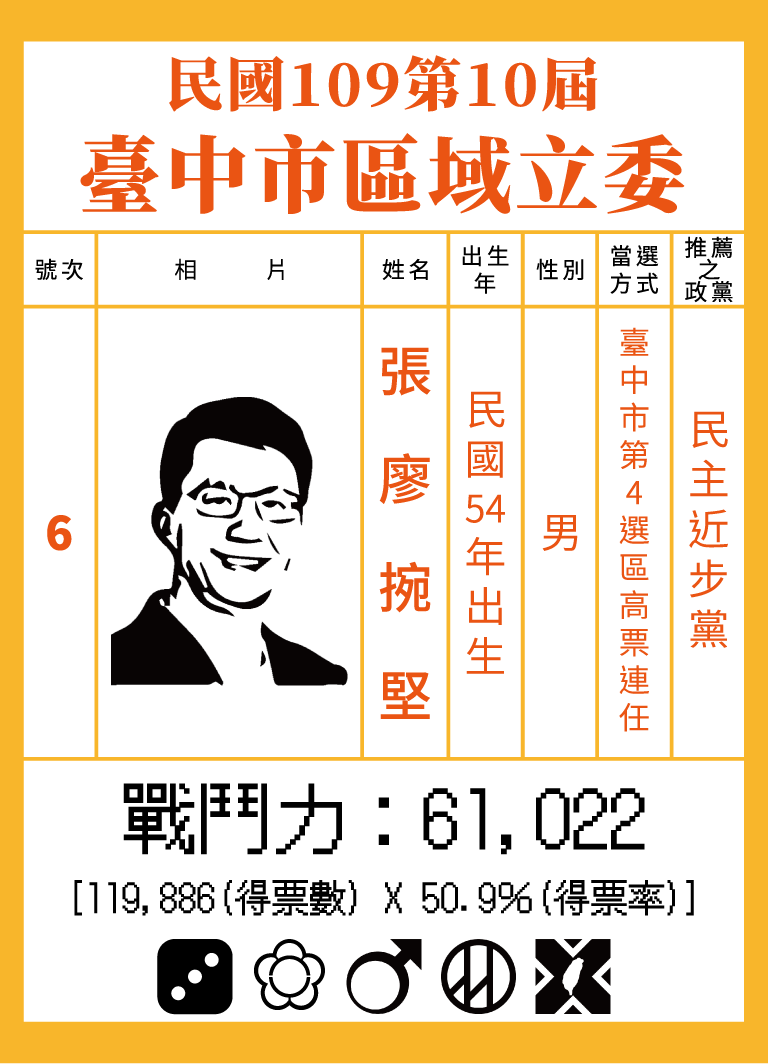 民國109第10屆
臺中市區域立委
號次
相 片
姓名
出生
年
性別
當選
方式
推薦
之
政黨
6
張廖捥堅
民國54年出生
男
臺中市第4選區高票連任
民主近步黨
戰鬥力：61,022
[119,886(得票數) X 50.9%(得票率)]